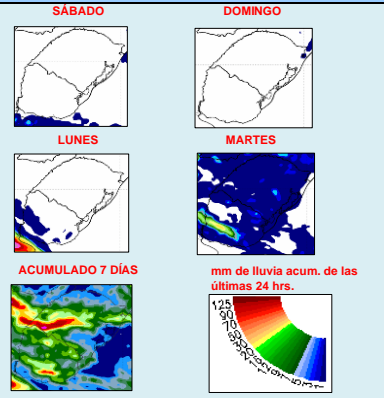 SÁBADO
DOMINGO
LUNES
MARTES
ACUMULADO 7 DÍAS
mm de lluvia acum. de las
últimas 24 hrs.
125
90
70